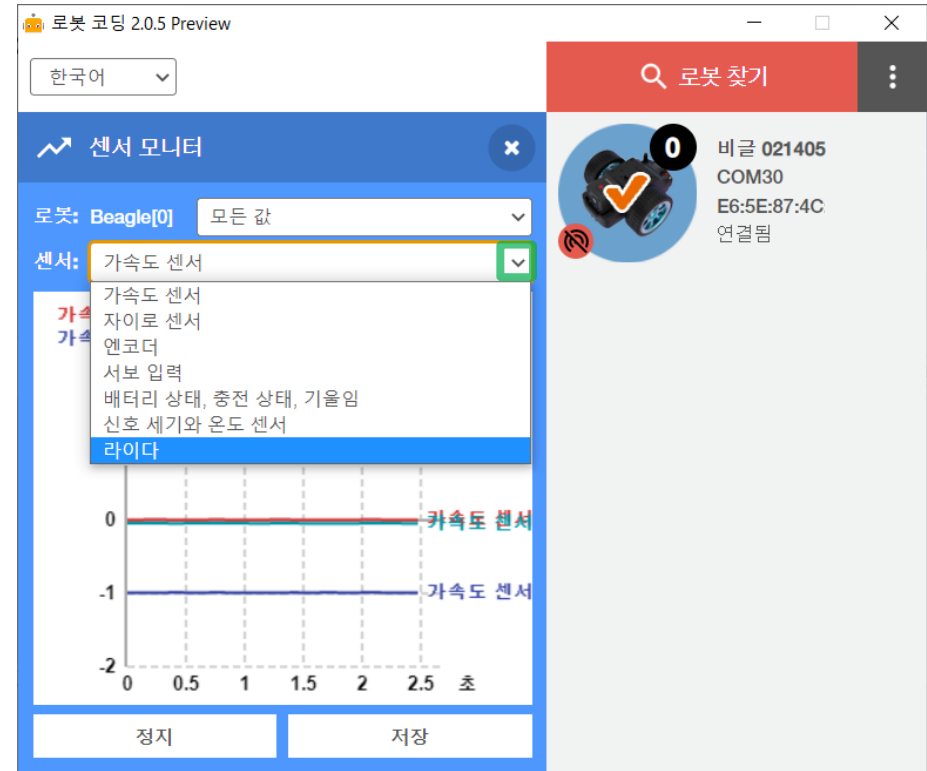 로봇 코딩 2.0.5 Preview
한국어
로봇 찾기
센서 모니터
0
비글 021405
COM30
E6:5E:87:4C
연결됨
로봇: Beagle[0] 모든 값
센서: 가속도 센서
가속도 센서
자이로 센서
엔코더
서보 입력
배터리 상태, 충전 상태, 기울임
신호 세기와 온도 센서
라이다
0
가속도 센서
-1
가속도 센서
-2
0 0.5 1 1.5 2 2.5 초
정지
저장